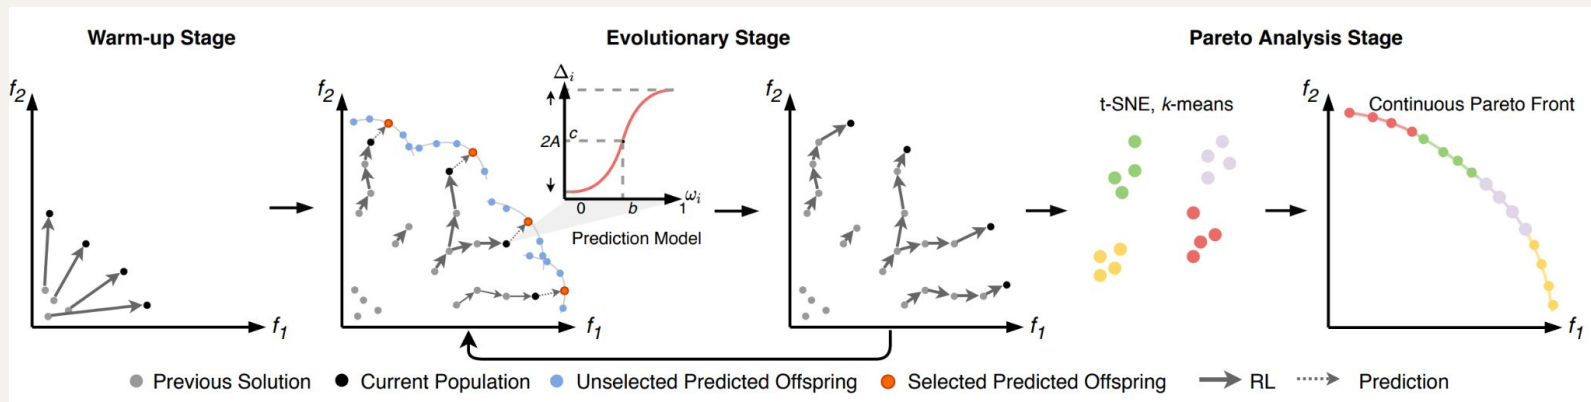 Warm-up Stage
Evolutionary Stage
Pareto Analysis Stage
f2
f1
f2
f1
Δi
2A
c
0
b
1
ωi
Prediction Model
f2
f1
t-SNE, k-means
f2
Continuous Pareto Front
f1
Previous Solution
Current Population
Unselected Predicted Offspring
Selected Predicted Offspring
RL
Prediction